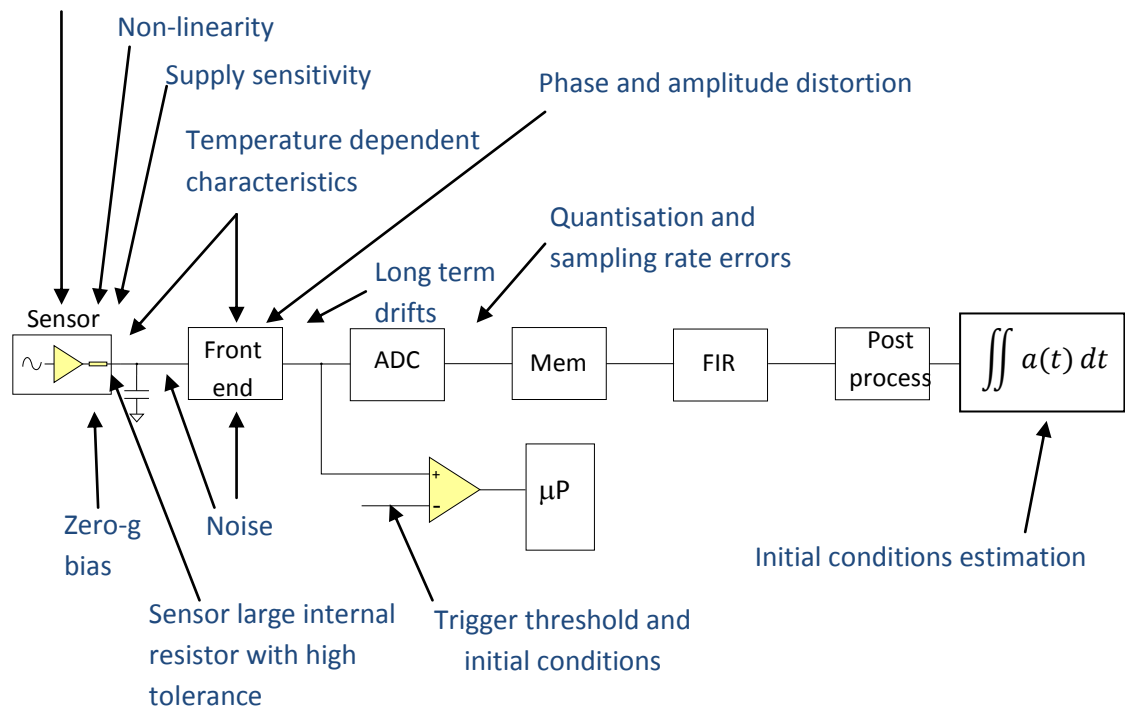 Non-linearity
Supply sensitivity
Phase and amplitude distortion
Temperature dependent
characteristics
Quantisation and
sampling rate errors
Long term
drifts
Sensor
Front
end
ADC
Mem
FIR
Post
process
∬ a(t) dt
+
-
μP
Zero-g
bias
Noise
Initial conditions estimation
Sensor large internal
resistor with high
tolerance
Trigger threshold and
initial conditions